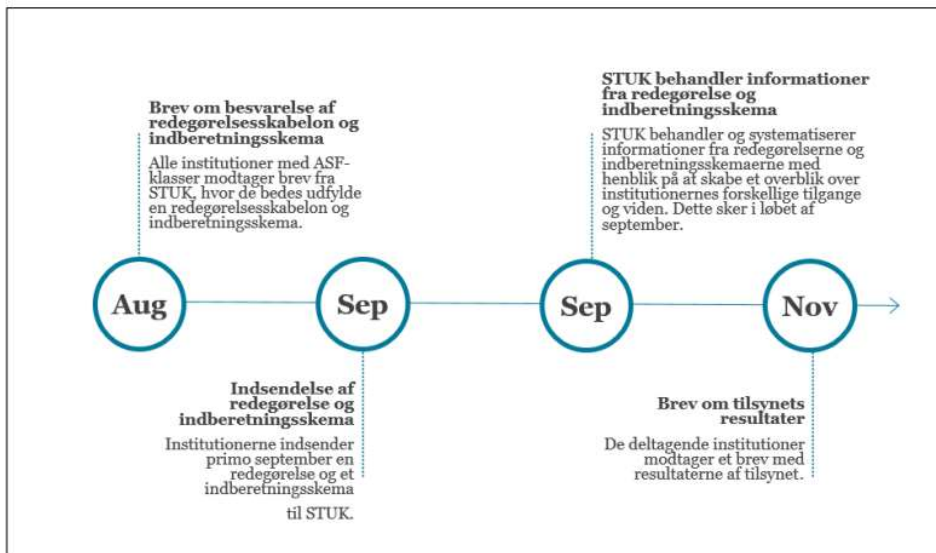 Brev om besvarelse af
redegørelsesskabelon og
indberetningsskema
Alle institutioner med ASF-
klasser modtager brev fra
STUK, hvor de bedes udfylde
en redegørelsesskabelon og
indberetningsskema.
STUK behandler informationer
fra redegørelse og
indberetningsskema
STUK behandler og systematiserer
informationer fra redegørelserne og
indberetningsskemaerne med
henblik på at skabe et overblik over
institutionernes forskellige tilgange
og viden. Dette sker i løbet af
september.
Aug
Sep
Sep
Nov
Indsendelse af
redegørelse og
indberetningsskema
Institutionerne indsender
primo september en
redegørelse og et
indberetningsskema
til STUK.
Brev om tilsynets
resultater
De deltagende institutioner
modtager et brev med
resultaterne af tilsynet.